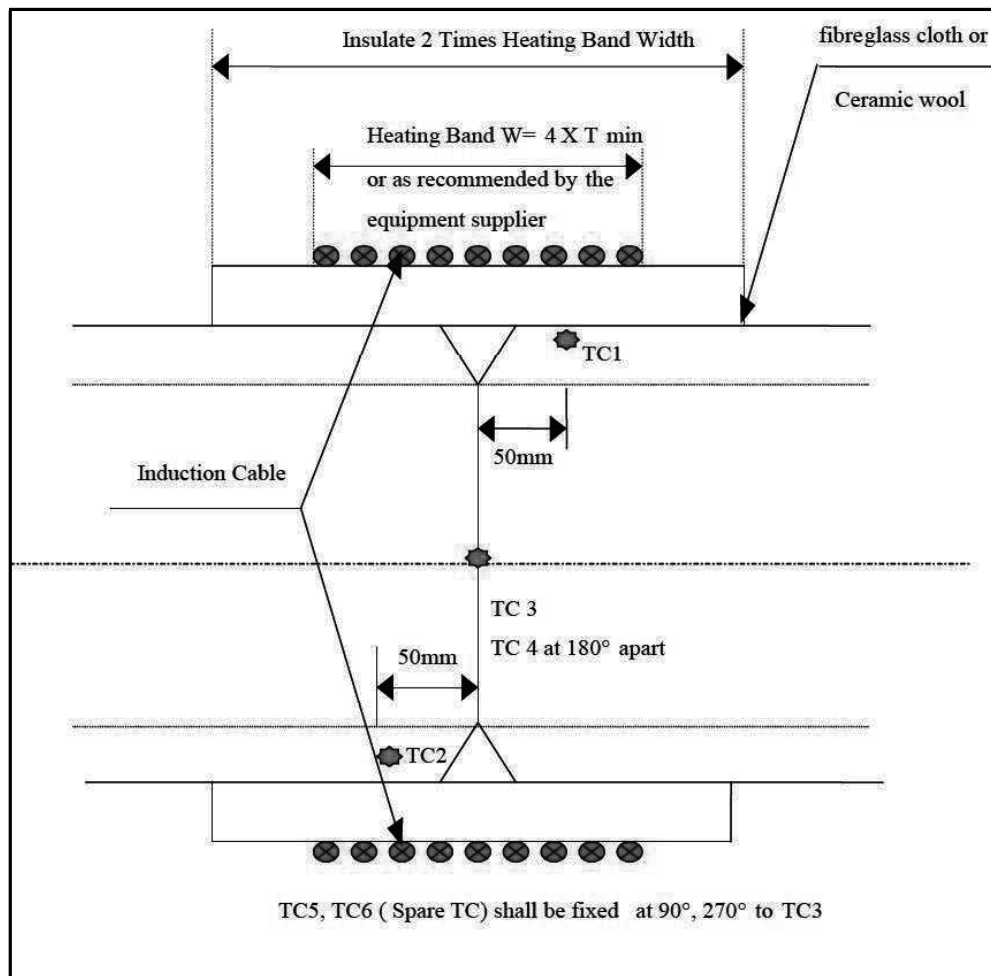 Insulate 2 Times Heating Band Width
fibreglass cloth or
Ceramic wool
Heating Band W= 4 X T min
or as recommended by the
equipment supplier
TC1
50mm
Induction Cable
TC 3
TC 4 at 180° apart
50mm
TC2
TC5, TC6 ( Spare TC) shall be fixed at 90°, 270° to TC3